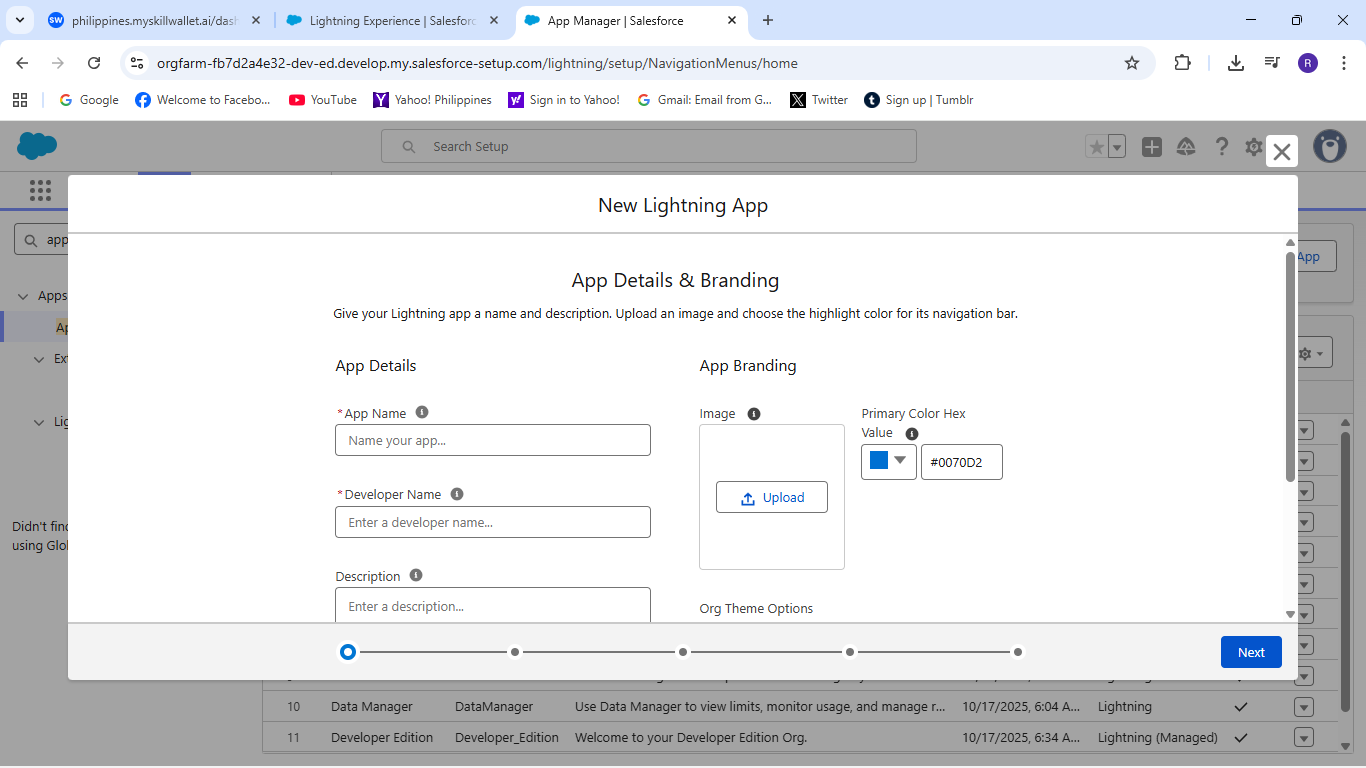 philippines.myskillwallet.ai/dash
Lightning Experience | Salesforc
App Manager | Salesforce
orgfarm-fb7d2a4e32-dev-ed.develop.my.salesforce-setup.com/lightning/setup/NavigationMenus/home
R
Google
Welcome to Facebo...
YouTube
Yahoo! Philippines
Sign in to Yahoo!
Gmail: Email from G...
Twitter
Sign up | Tumblr
Search Setup
New Lightning App
app
App
App Details & Branding
Give your Lightning app a name and description. Upload an image and choose the highlight color for its navigation bar.
Apps
Ap
Ext
Lig
Didn't find
using Glo
App Details
App Branding
*App Name
Name your app...
Image
Primary Color Hex
Value
#0070D2
Upload
*Developer Name
Enter a developer name...
Description
Enter a description...
Org Theme Options
Next
10 Data Manager DataManager Use Data Manager to view limits, monitor usage, and manage r... 10/17/2025, 6:04 A... Lightning
11 Developer Edition Developer_Edition Welcome to your Developer Edition Org. 10/17/2025, 6:34 A... Lightning (Managed)